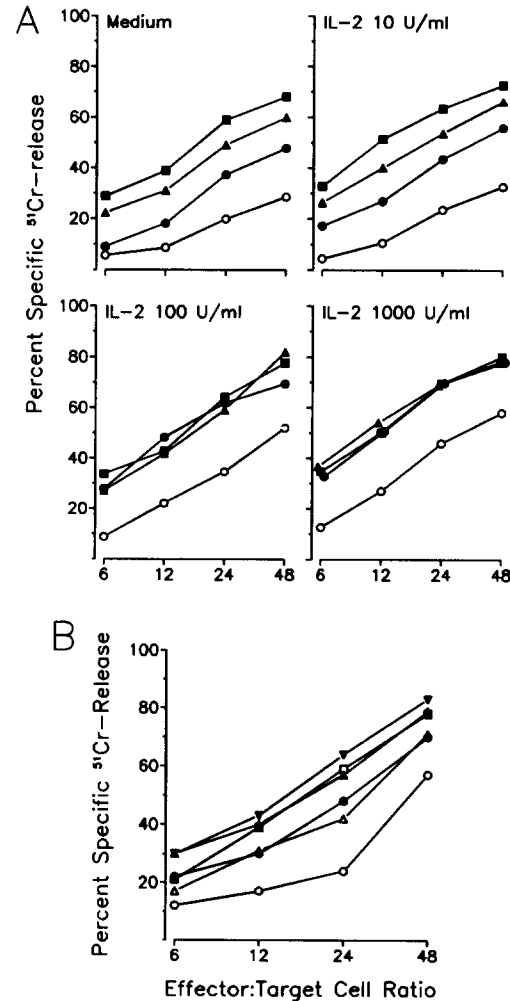 A
Medium
IL-2 10 U/ml
100
80
60
40
20
Percent Specific ⁵¹Cr-release
IL-2 100 U/ml
IL-2 1000 U/ml
100
80
60
40
20
6 12 24 48
6 12 24 48
B
100
80
60
40
20
Percent Specific ⁵¹Cr-Release
6 12 24 48
Effector:Target Cell Ratio